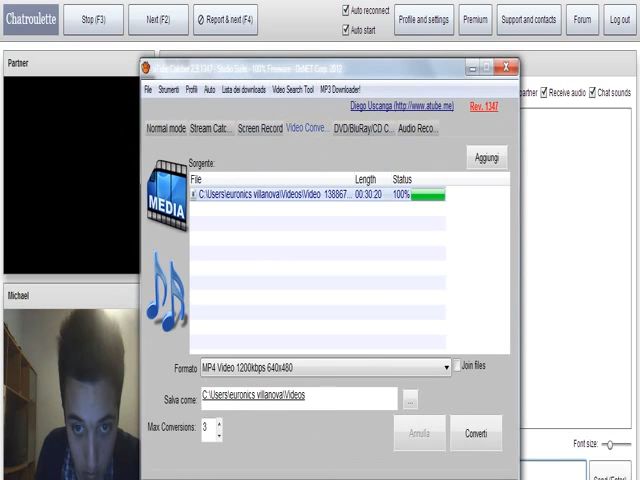 Chatroulette
Stop (F3)
Next (F2)
Report & next (F4)
Auto reconnect
Auto start
Profile and settings
Premium
Support and contacts
Forum
Log out
Partner
partner
Receive audio
Chat sounds
File Strumenti Profili Auto Lista dei downloads Video Search Tool MP3 Downloader!
Diego Uscanga (http://www.atube.me)
Rev. 1347
Normal mode
Stream Catc...
Screen Record
Video Conve...
DVD/BluRay/CD C...
Audio Reco...
Sorgente:
Aggiungi
File Length Status
C:\Users\euronics villanova\Videos\Video 138867... 00:30:20 100%
MEDIA
Michael
Formato
MP4 Video 1200kbps 640x480
Join files
Salva come:
C:\Users\euronics villanova\Videos
...
Max Conversions:
3
Annulla
Converti
Font size: